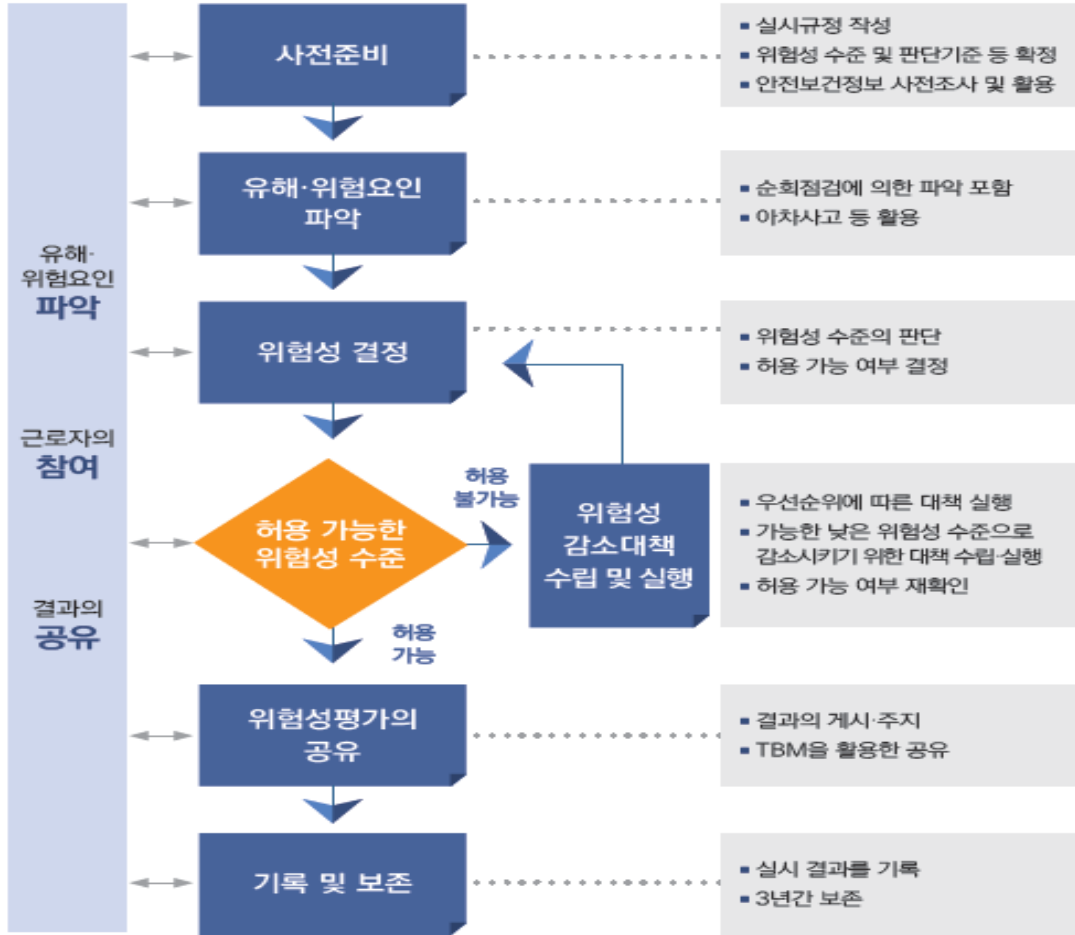 사전준비
▪ 실시규정 작성
▪ 위험성 수준 및 판단기준 등 확정
▪ 안전보건정보 사전조사 및 활용
유해·위험요인
파악
▪ 순회점검에 의한 파악 포함
▪ 아차사고 등 활용
유해·
위험요인
파악
위험성 결정
▪ 위험성 수준의 판단
▪ 허용 가능 여부 결정
근로자의
참여
허용 가능한
위험성 수준
허용
불가능
위험성
감소대책
수립 및 실행
▪ 우선순위에 따른 대책 실행
▪ 가능한 낮은 위험성 수준으로
감소시키기 위한 대책 수립·실행
▪ 허용 가능 여부 재확인
결과의
공유
허용
가능
위험성평가의
공유
▪ 결과의 게시·주지
▪ TBM을 활용한 공유
기록 및 보존
▪ 실시 결과를 기록
▪ 3년간 보존